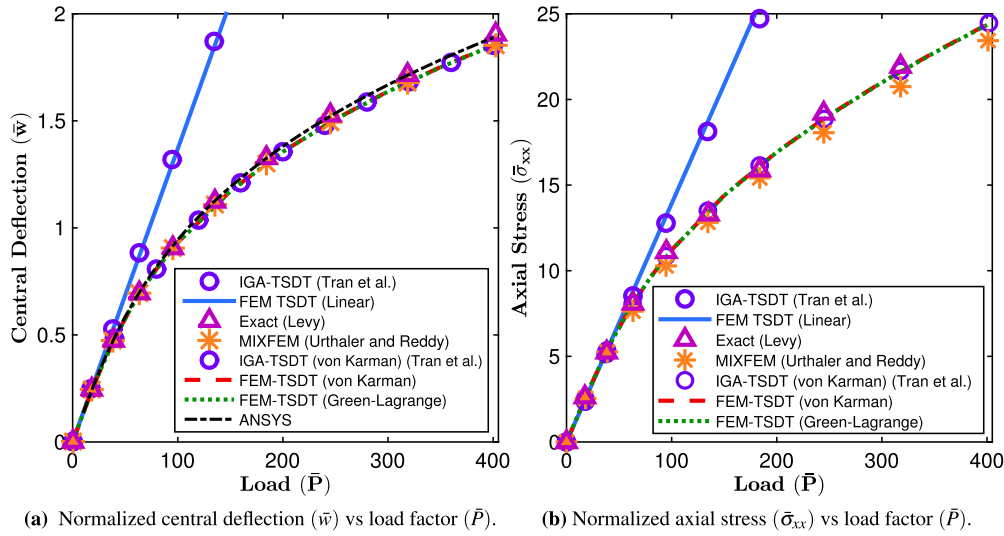 2
1.5
1
0.5
0
0
100
200
300
400
Central Deflection (w̄)
Load (P̄)
IGA-TSDT (Tran et al.)
FEM TSDT (Linear)
Exact (Levy)
MIXFEM (Urthaler and Reddy)
IGA-TSDT (von Karman) (Tran et al.)
FEM-TSDT (von Karman)
FEM-TSDT (Green-Lagrange)
ANSYS
(a) Normalized central deflection (w̄) vs load factor (P̄).
25
20
15
10
5
0
0
100
200
300
400
Axial Stress (σ̄xx)
Load (P̄)
IGA-TSDT (Tran et al.)
FEM TSDT (Linear)
Exact (Levy)
MIXFEM (Urthaler and Reddy)
IGA-TSDT (von Karman) (Tran et al.)
FEM-TSDT (von Karman)
FEM-TSDT (Green-Lagrange)
(b) Normalized axial stress (σ̄xx) vs load factor (P̄).